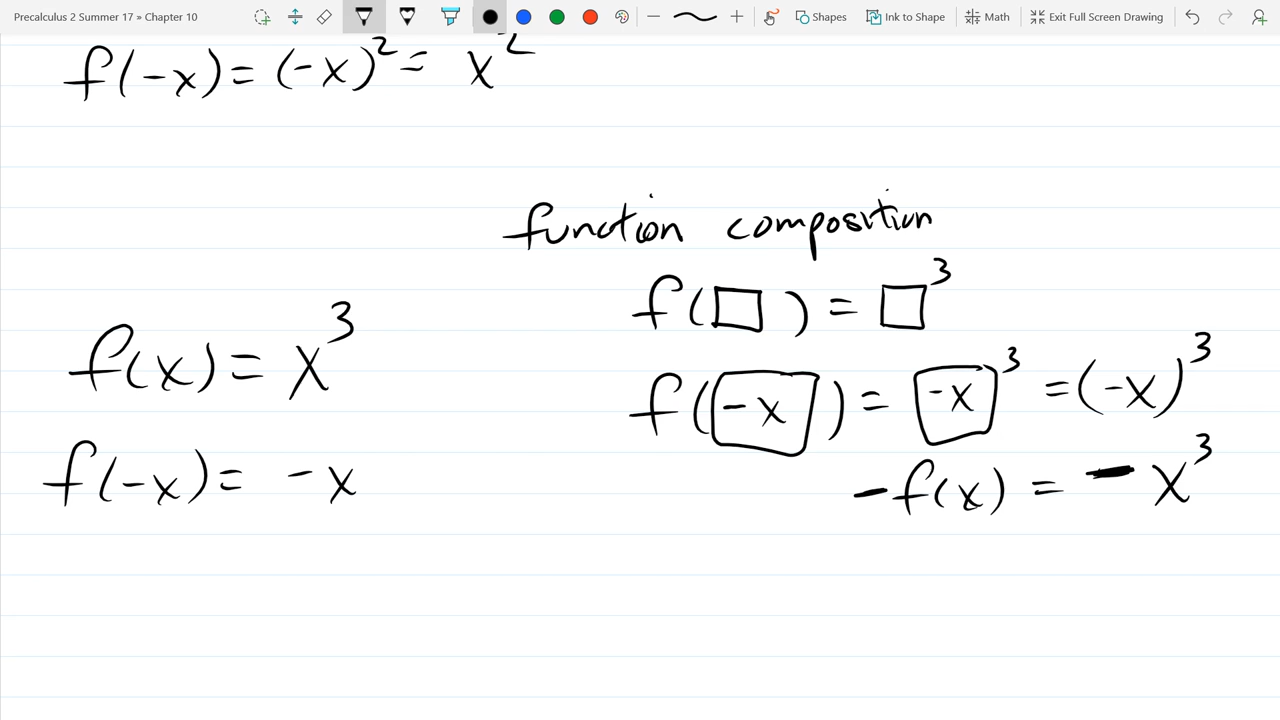 Precalculus 2 Summer 17 » Chapter 10 Shapes Ink to Shape Math Exit Full Screen Drawing
f(-x) = (-x)² = x²
function composition
f(□) = □³
f(x) = x³
f(-x) = -x³ = (-x)³
f(-x) = -x
-f(x) = -x³